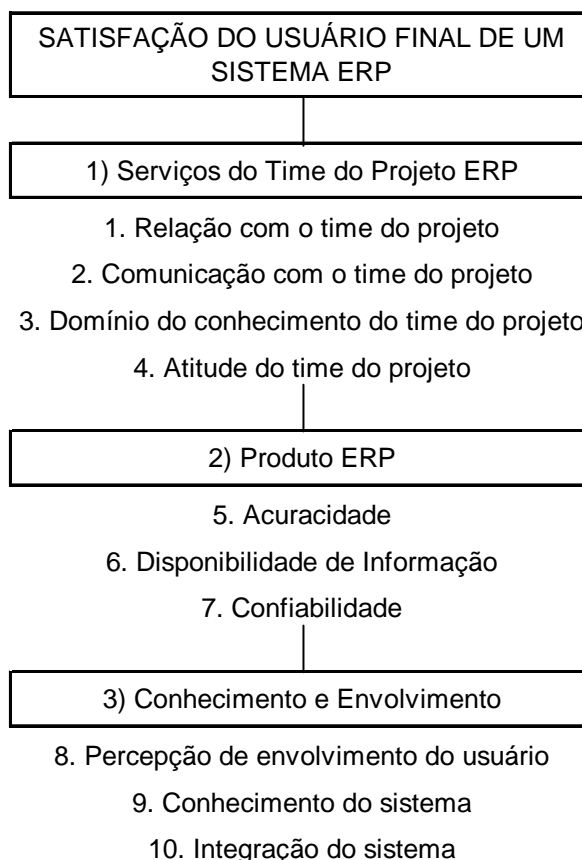 SATISFAÇÃO DO USUÁRIO FINAL DE UM
SISTEMA ERP
1) Serviços do Time do Projeto ERP
1. Relação com o time do projeto
2. Comunicação com o time do projeto
3. Domínio do conhecimento do time do projeto
4. Atitude do time do projeto
2) Produto ERP
5. Acuracidade
6. Disponibilidade de Informação
7. Confiabilidade
3) Conhecimento e Envolvimento
8. Percepção de envolvimento do usuário
9. Conhecimento do sistema
10. Integração do sistema